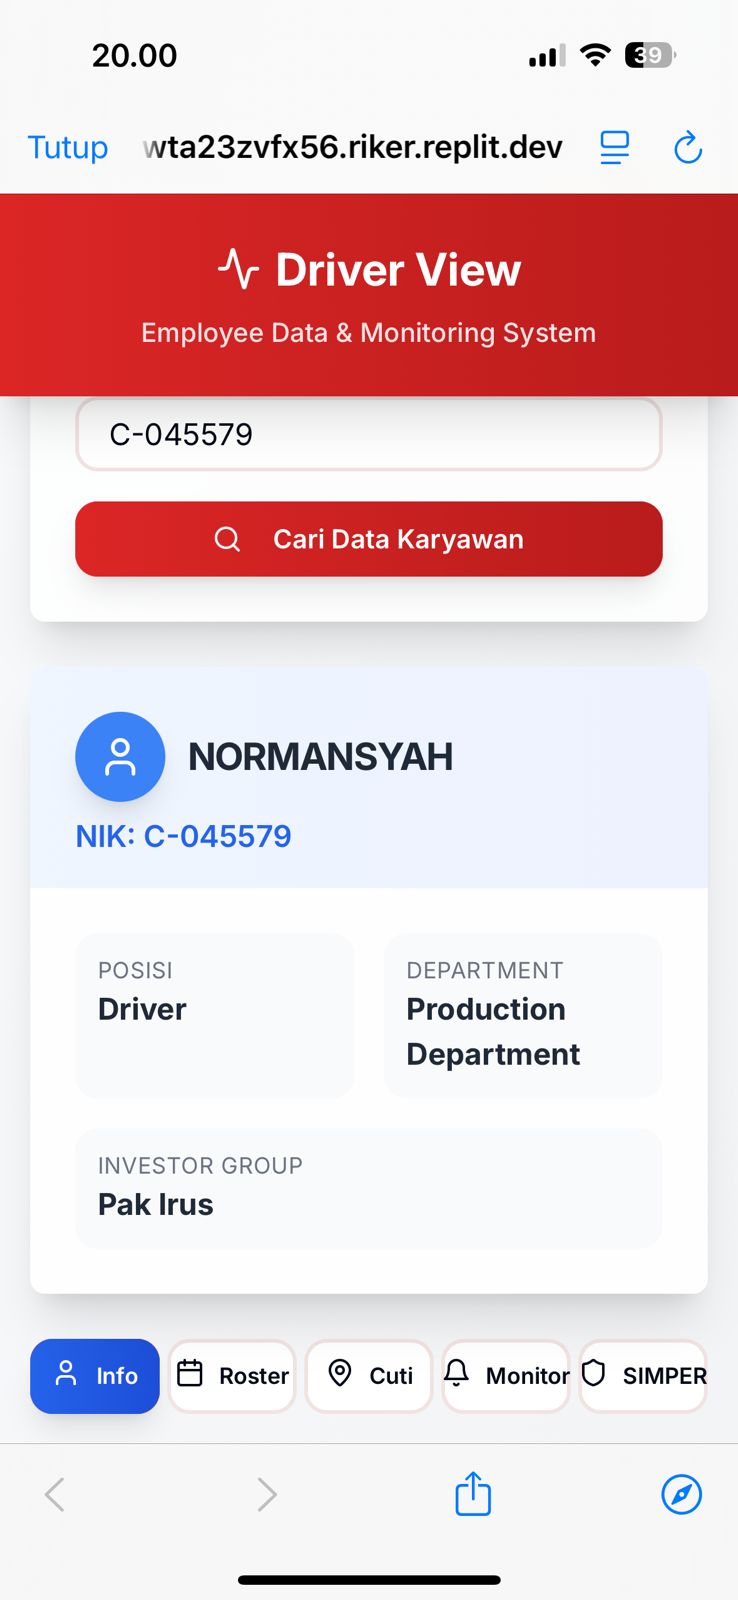 20.00
39
Tutup
wta23zvfx56.riker.replit.dev
Driver View
Employee Data & Monitoring System
C-045579
Cari Data Karyawan
NORMANSYAH
NIK: C-045579
POSISI
Driver
DEPARTMENT
Production
Department
INVESTOR GROUP
Pak Irus
Info
Roster
Cuti
Monitor
SIMPER